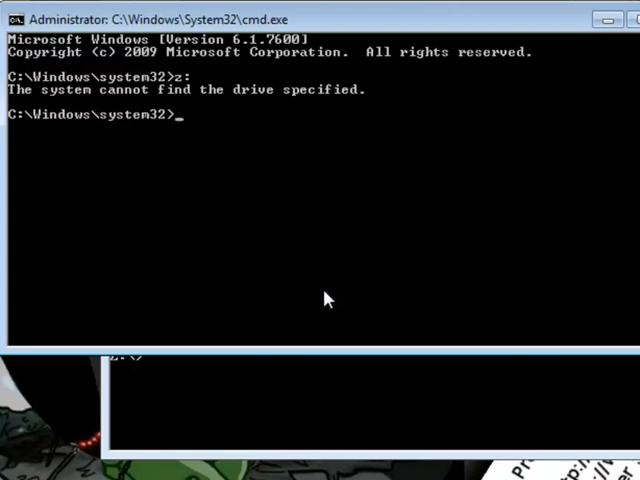 Administrator: C:\Windows\System32\cmd.exe
Microsoft Windows [Version 6.1.7600]
Copyright (c) 2009 Microsoft Corporation.  All rights reserved.
C:\Windows\system32>z:
The system cannot find the drive specified.
C:\Windows\system32>_